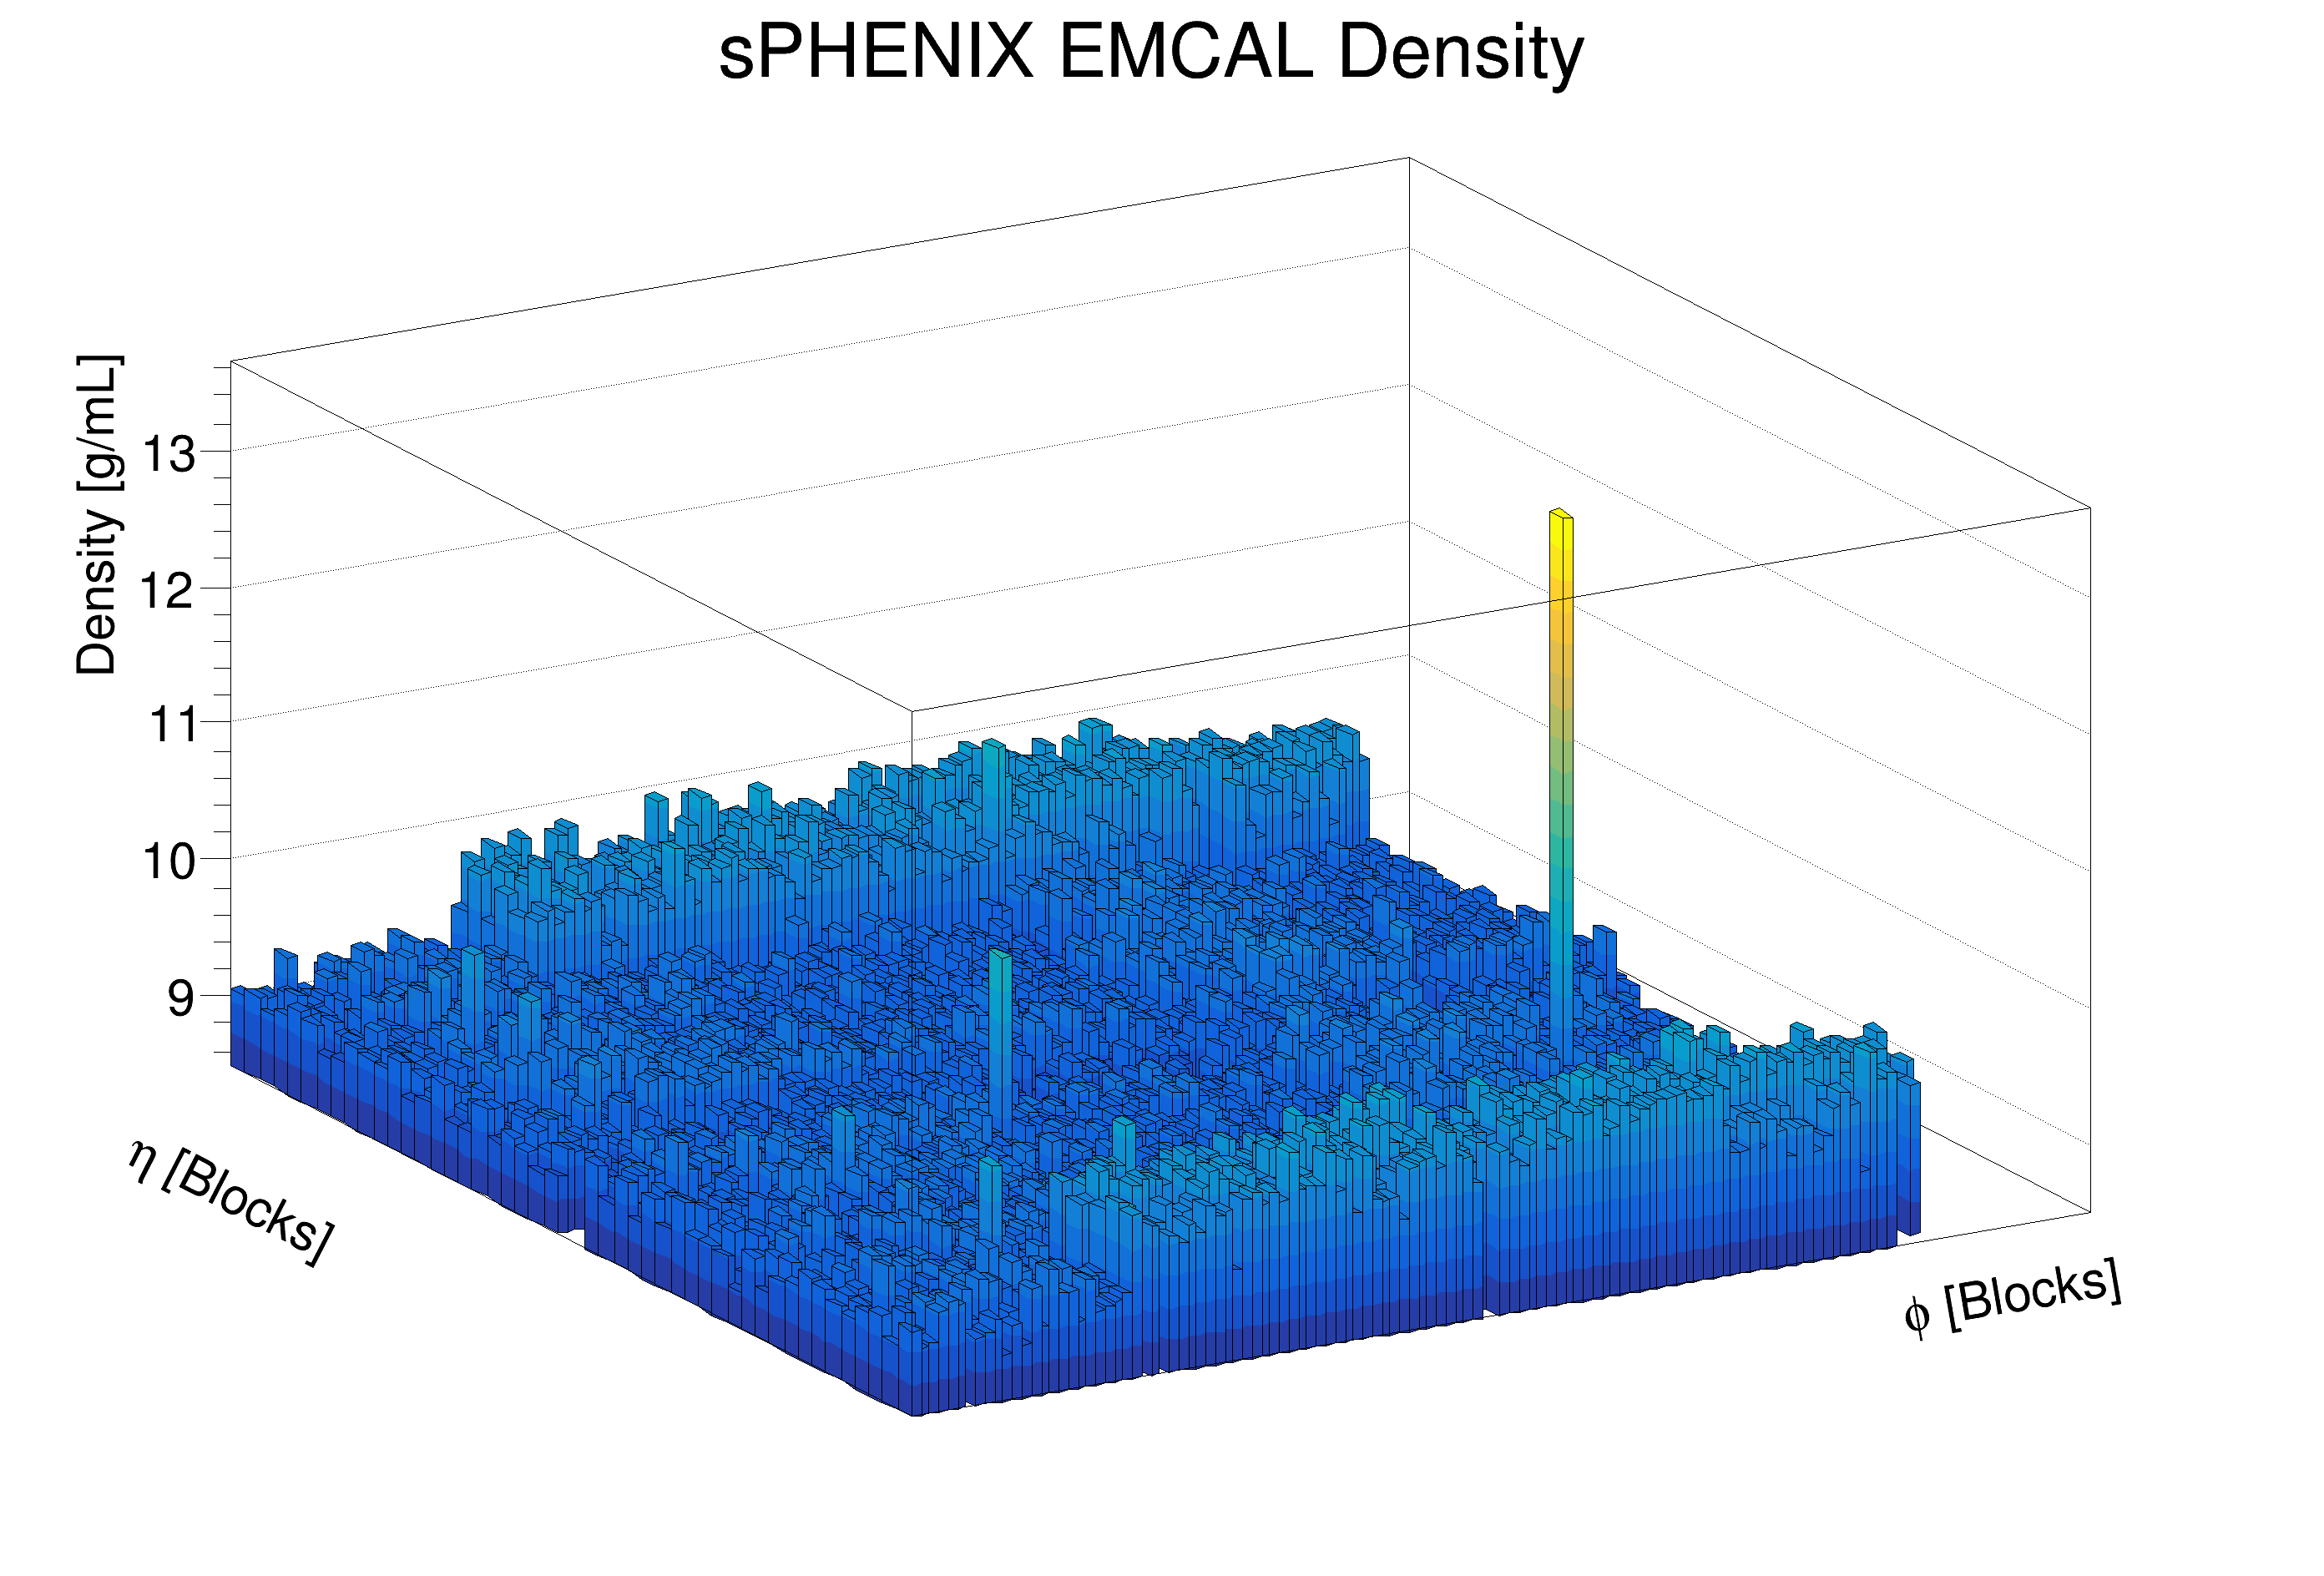 sPHENIX EMCAL Density
Density [g/mL]
13
12
11
10
9
η [Blocks]
ϕ [Blocks]